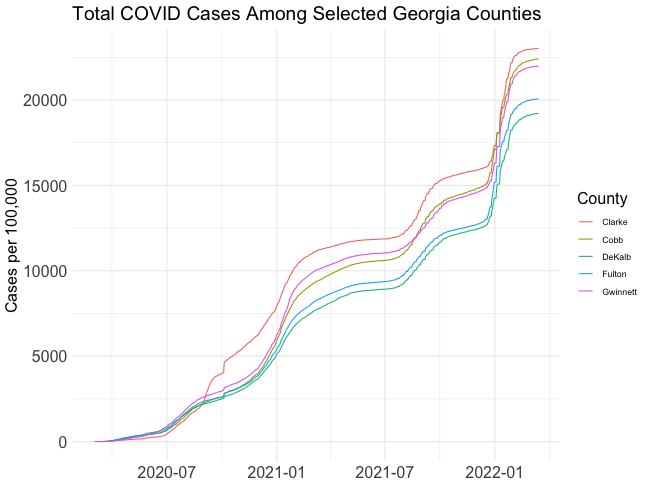 Total COVID Cases Among Selected Georgia Counties
Cases per 100,000
20000
15000
10000
5000
0
2020-07 2021-01 2021-07 2022-01
County
Clarke
Cobb
DeKalb
Fulton
Gwinnett